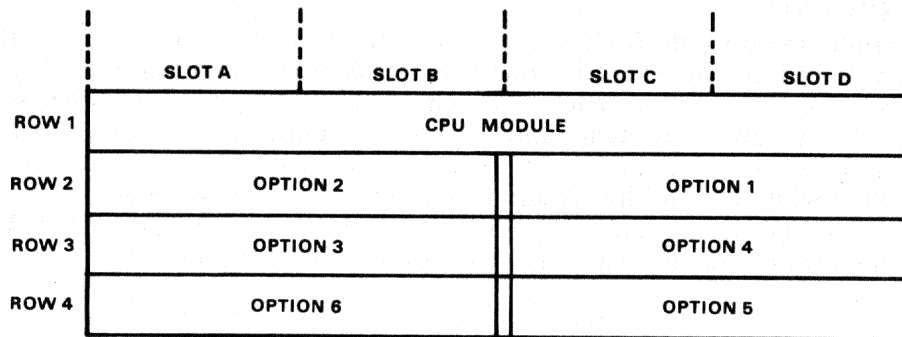 SLOT A SLOT B SLOT C SLOT D
ROW 1 CPU MODULE
ROW 2 OPTION 2 OPTION 1
ROW 3 OPTION 3 OPTION 4
ROW 4 OPTION 6 OPTION 5